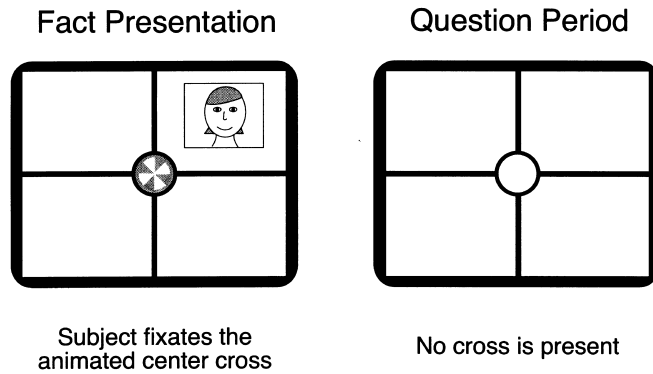 Fact Presentation
Question Period
Subject fixates the
animated center cross
No cross is present